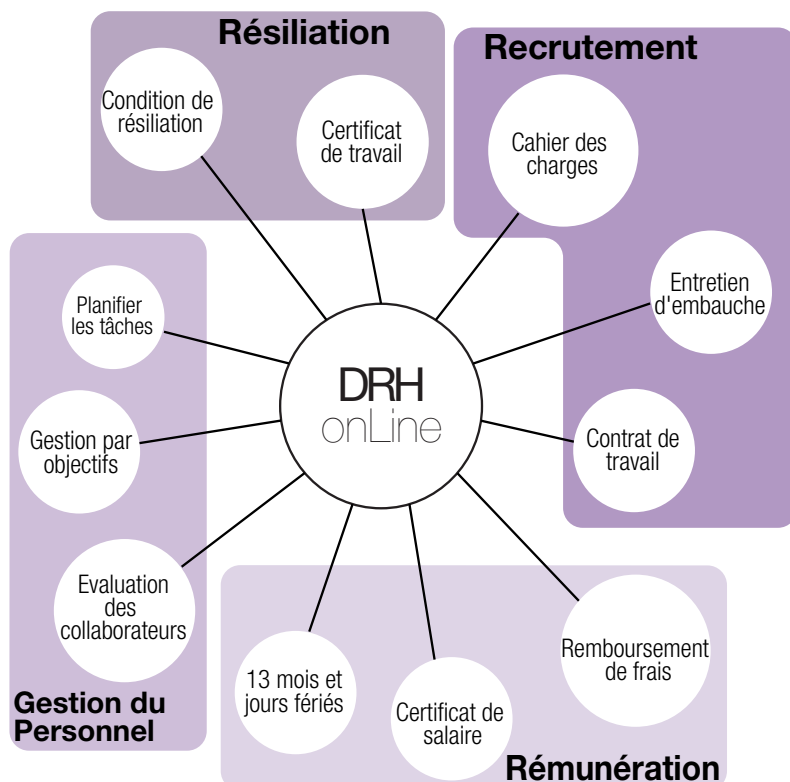 Résiliation
Condition de
résiliation
Certificat
de travail
Recrutement
Cahier des
charges
Entretien
d'embauche
Contrat de
travail
Planifier
les tâches
Gestion par
objectifs
Evaluation
des
collaborateurs
Gestion du
Personnel
DRH
onLine
13 mois et
jours fériés
Certificat de
salaire
Remboursement
de frais
Rémunération